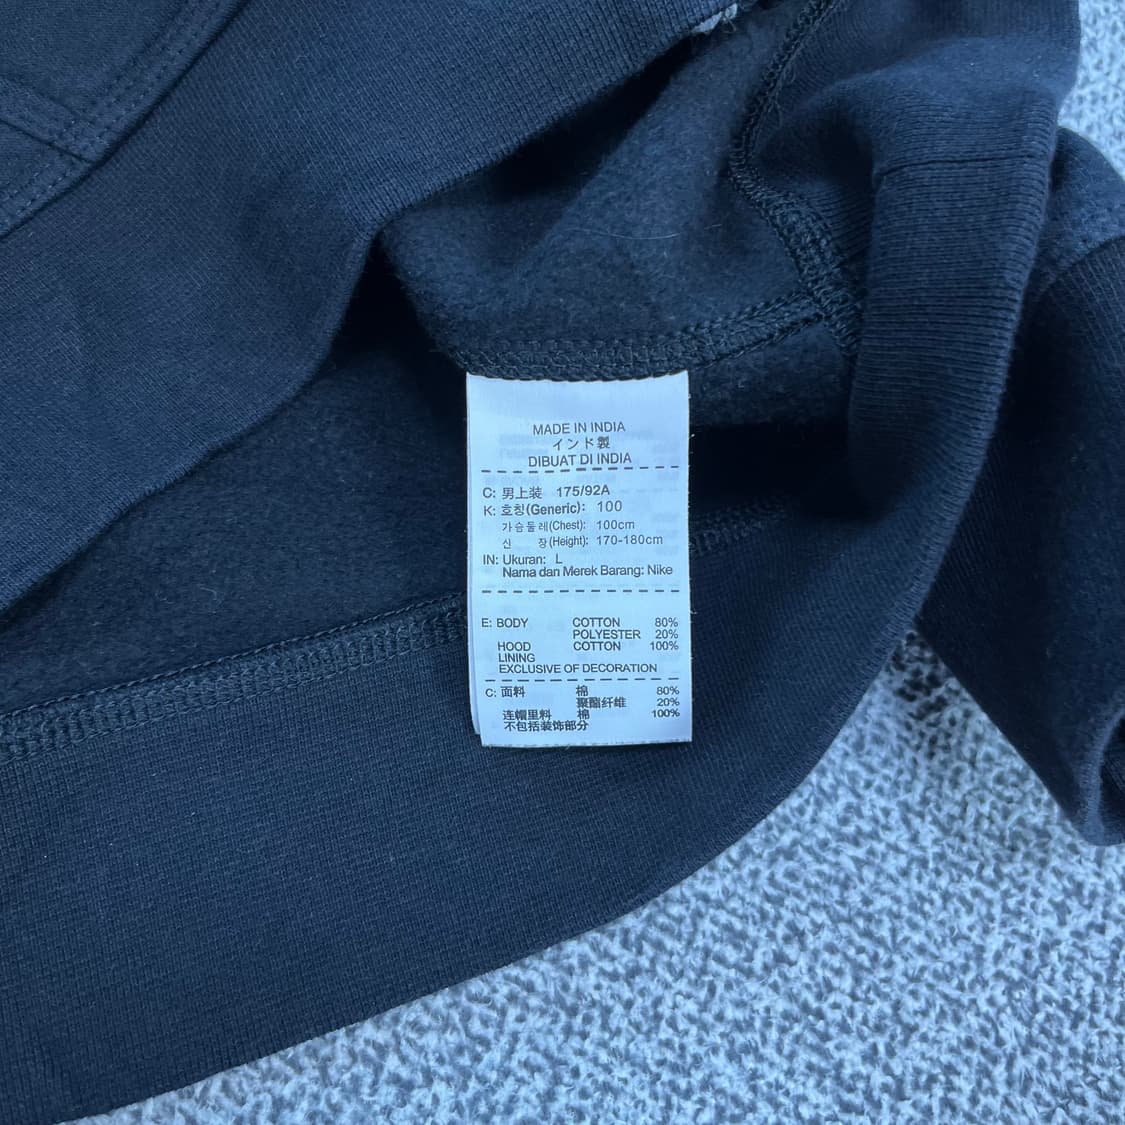 MADE IN INDIA
インド製
DIBUAT DI INDIA
C: 男上装 175/92A
K: 호칭(Generic): 100
가슴둘레(Chest): 100cm
신 장(Height): 170-180cm
IN: Ukuran: L
Nama dan Merek Barang: Nike
E: BODY COTTON 80%
POLYESTER 20%
HOOD COTTON 100%
LINING
EXCLUSIVE OF DECORATION
C: 面料 棉 80%
聚酯纤维 20%
连帽里料 棉 100%
不包括装饰部分